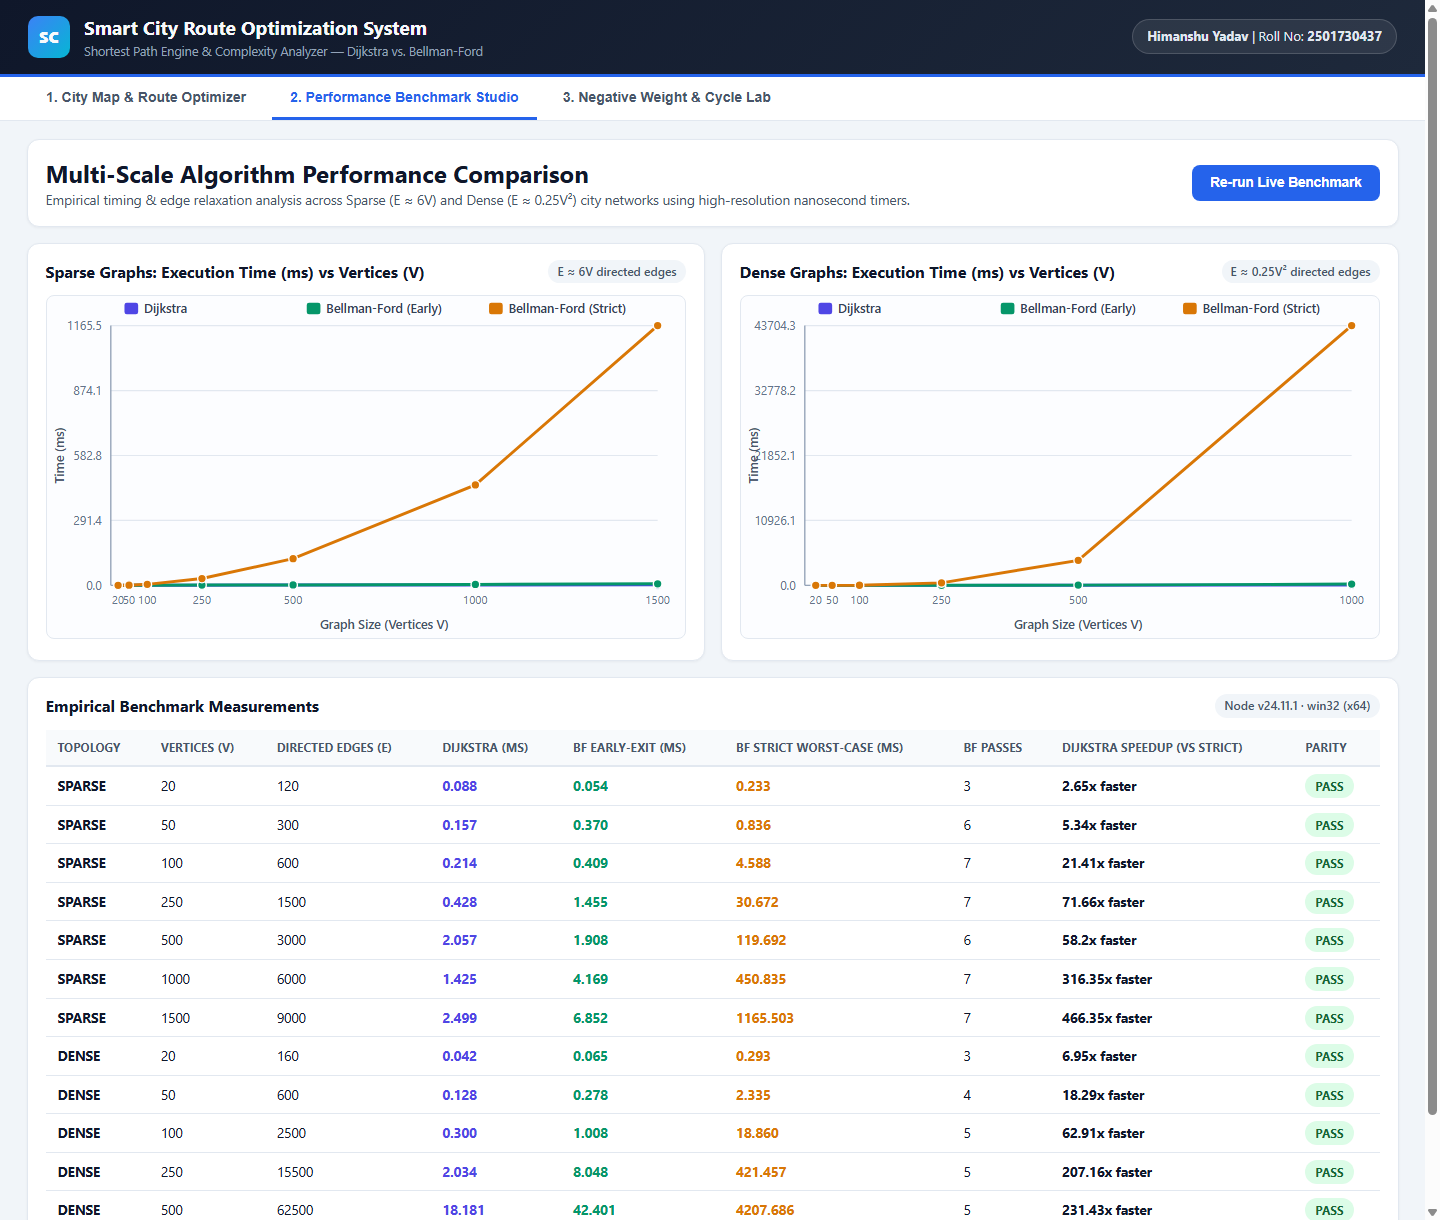 SC
Smart City Route Optimization System
Shortest Path Engine & Complexity Analyzer — Dijkstra vs. Bellman-Ford
Himanshu Yadav | Roll No: 2501730437
1. City Map & Route Optimizer
2. Performance Benchmark Studio
3. Negative Weight & Cycle Lab
Multi-Scale Algorithm Performance Comparison
Empirical timing & edge relaxation analysis across Sparse (E ≈ 6V) and Dense (E ≈ 0.25V²) city networks using high-resolution nanosecond timers.
Re-run Live Benchmark
Sparse Graphs: Execution Time (ms) vs Vertices (V)
E ≈ 6V directed edges
Dijkstra
Bellman-Ford (Early)
Bellman-Ford (Strict)
1165.5
874.1
582.8
291.4
0.0
Time (ms)
20 50 100 250 500 1000 1500
Graph Size (Vertices V)
Dense Graphs: Execution Time (ms) vs Vertices (V)
E ≈ 0.25V² directed edges
Dijkstra
Bellman-Ford (Early)
Bellman-Ford (Strict)
43704.3
32778.2
21852.1
10926.1
0.0
Time (ms)
20 50 100 250 500 1000
Graph Size (Vertices V)
Empirical Benchmark Measurements
Node v24.11.1 · win32 (x64)
TOPOLOGY VERTICES (V) DIRECTED EDGES (E) DIJKSTRA (MS) BF EARLY-EXIT (MS) BF STRICT WORST-CASE (MS) BF PASSES DIJKSTRA SPEEDUP (VS STRICT) PARITY
SPARSE 20 120 0.088 0.054 0.233 3 2.65x faster PASS
SPARSE 50 300 0.157 0.370 0.836 6 5.34x faster PASS
SPARSE 100 600 0.214 0.409 4.588 7 21.41x faster PASS
SPARSE 250 1500 0.428 1.455 30.672 7 71.66x faster PASS
SPARSE 500 3000 2.057 1.908 119.692 6 58.2x faster PASS
SPARSE 1000 6000 1.425 4.169 450.835 7 316.35x faster PASS
SPARSE 1500 9000 2.499 6.852 1165.503 7 466.35x faster PASS
DENSE 20 160 0.042 0.065 0.293 3 6.95x faster PASS
DENSE 50 600 0.128 0.278 2.335 4 18.29x faster PASS
DENSE 100 2500 0.300 1.008 18.860 5 62.91x faster PASS
DENSE 250 15500 2.034 8.048 421.457 5 207.16x faster PASS
DENSE 500 62500 18.181 42.401 4207.686 5 231.43x faster PASS